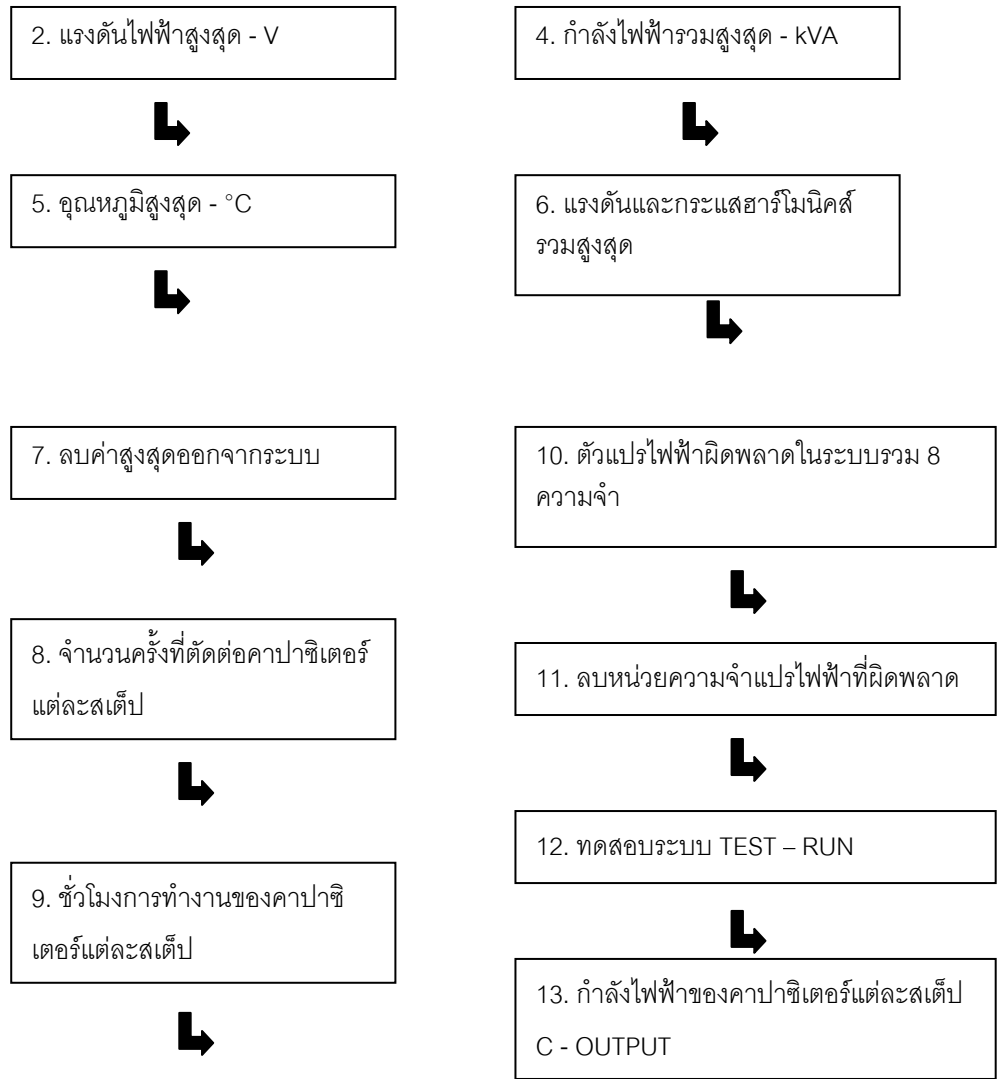 2. แรงดันไฟฟ้าสูงสุด - V
4. กำลังไฟฟ้ารวมสูงสุด - kVA
5. อุณหภูมิสูงสุด - °C
6. แรงดันและกระแสฮาร์โมนิคส์
รวมสูงสุด
7. ลบค่าสูงสุดออกจากระบบ
10. ตัวแปรไฟฟ้าผิดพลาดในระบบรวม 8
ความจำ
8. จำนวนครั้งที่ตัดต่อคาปาซิเตอร์
แต่ละสเต็ป
11. ลบหน่วยความจำแปรไฟฟ้าที่ผิดพลาด
12. ทดสอบระบบ TEST – RUN
9. ชั่วโมงการทำงานของคาปาซิ
เตอร์แต่ละสเต็ป
13. กำลังไฟฟ้าของคาปาซิเตอร์แต่ละสเต็ป
C - OUTPUT